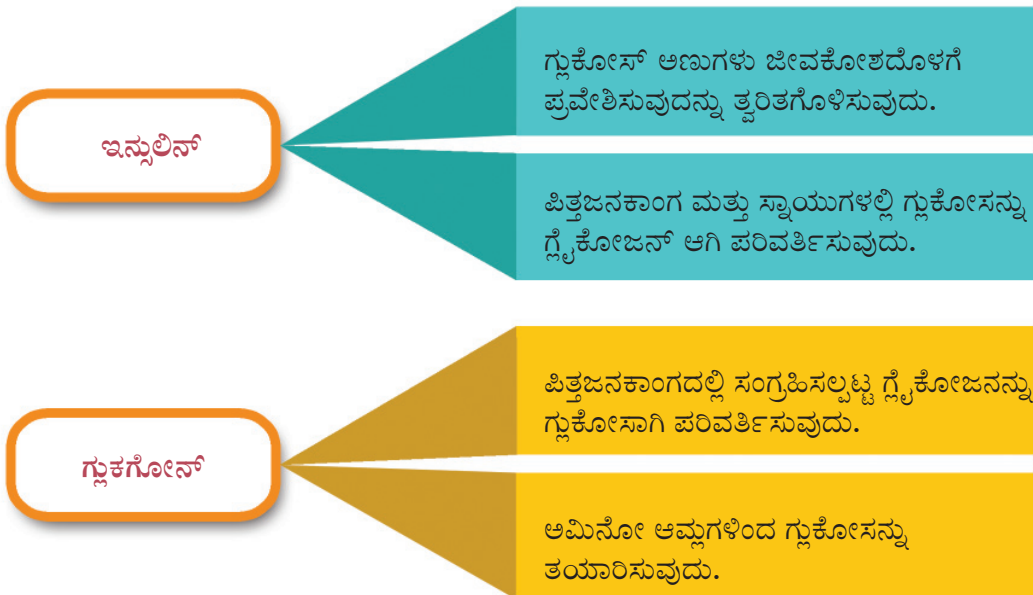 ಇನ್ಸುಲಿನ್
ಗ್ಲುಕೋಸ್ ಅಣುಗಳು ಜೀವಕೋಶದೊಳಗೆ
ಪ್ರವೇಶಿಸುವುದನ್ನು ತ್ವರಿತಗೊಳಿಸುವುದು.
ಪಿತ್ತಜನಕಾಂಗ ಮತ್ತು ಸ್ನಾಯುಗಳಲ್ಲಿ ಗ್ಲುಕೋಸನ್ನು
ಗ್ಲೈಕೋಜನ್ ಆಗಿ ಪರಿವರ್ತಿಸುವುದು.
ಗ್ಲುಕಗೋನ್
ಪಿತ್ತಜನಕಾಂಗದಲ್ಲಿ ಸಂಗ್ರಹಿಸಲ್ಪಟ್ಟ ಗ್ಲೈಕೋಜನನ್ನು
ಗ್ಲುಕೋಸಾಗಿ ಪರಿವರ್ತಿಸುವುದು.
ಅಮಿನೋ ಆಮ್ಲಗಳಿಂದ ಗ್ಲುಕೋಸನ್ನು
ತಯಾರಿಸುವುದು.